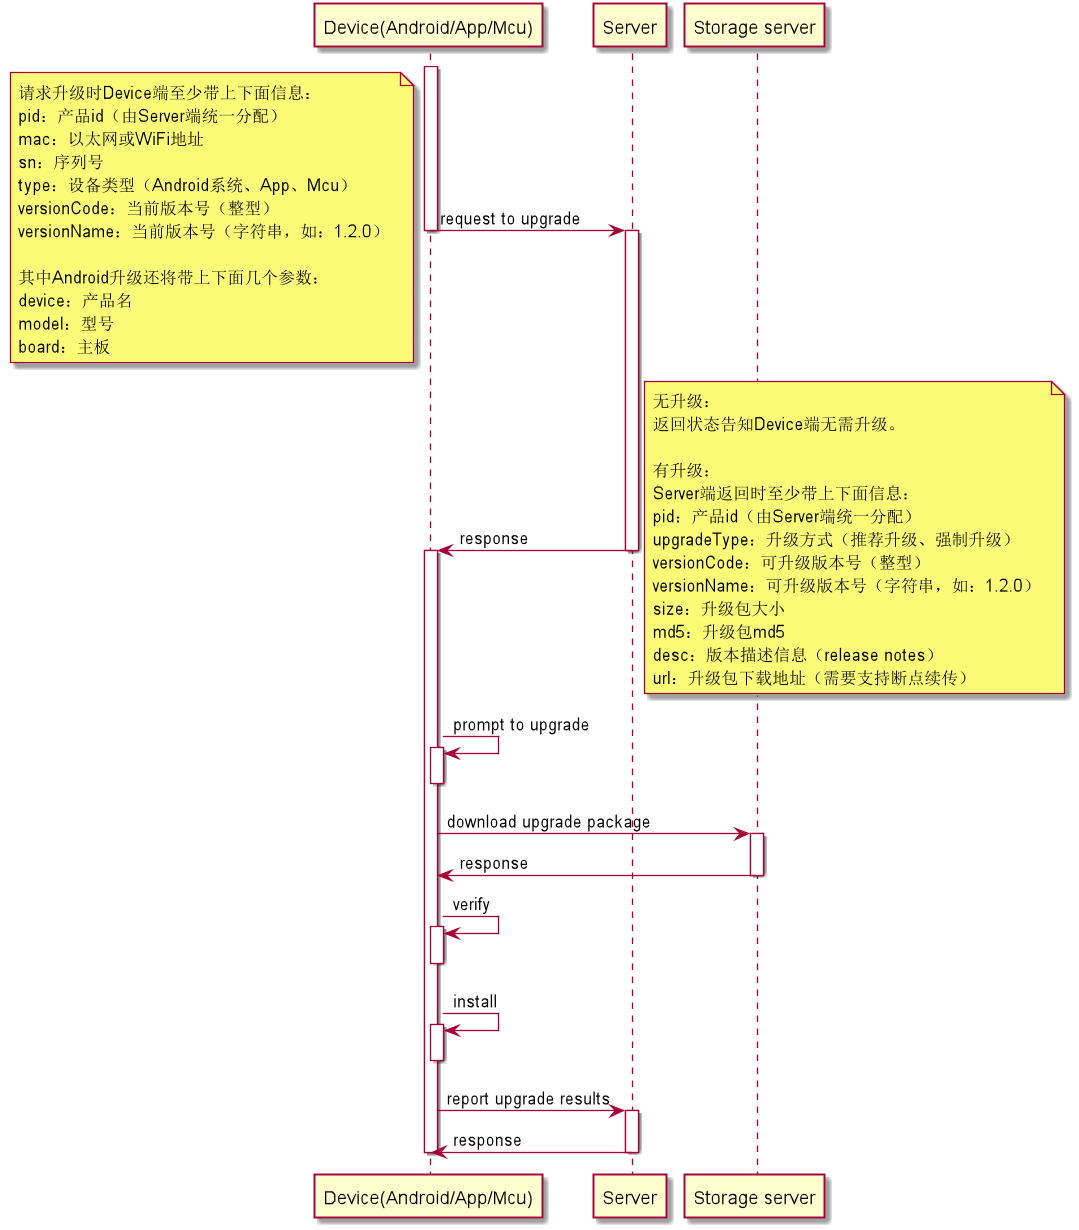 Device(Android/App/Mcu)
Server
Storage server
请求升级时Device端至少带上下面信息：
pid：产品id（由Server端统一分配）
mac：以太网或WiFi地址
sn：序列号
type：设备类型（Android系统、App、Mcu）
versionCode：当前版本号（整型）
versionName：当前版本号（字符串，如：1.2.0）
其中Android升级还将带上下面几个参数：
device：产品名
model：型号
board：主板
request to upgrade
无升级：
返回状态告知Device端无需升级。
有升级：
Server端返回时至少带上下面信息：
pid：产品id（由Server端统一分配）
upgradeType：升级方式（推荐升级、强制升级）
versionCode：可升级版本号（整型）
versionName：可升级版本号（字符串，如：1.2.0）
size：升级包大小
md5：升级包md5
desc：版本描述信息（release notes）
url：升级包下载地址（需要支持断点续传）
response
prompt to upgrade
download upgrade package
response
verify
install
report upgrade results
response
Device(Android/App/Mcu)
Server
Storage server